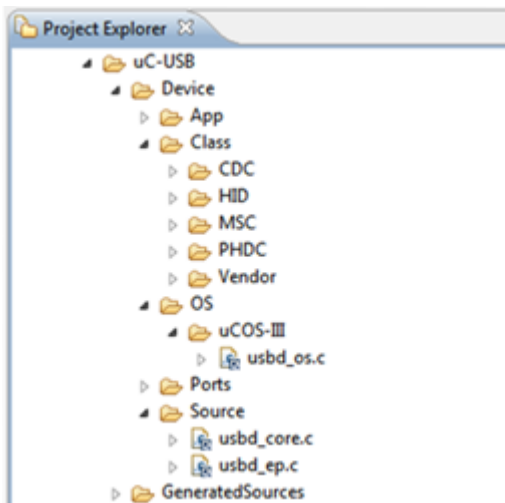 Project Explorer
uC-USB
Device
App
Class
CDC
HID
MSC
PHDC
Vendor
OS
uCOS-III
usbd_os.c
Ports
Source
usbd_core.c
usbd_ep.c
GeneratedSources